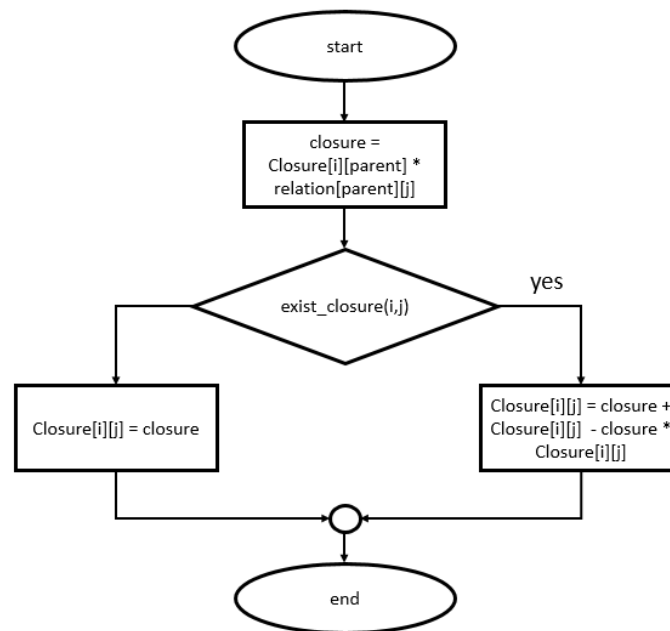 start
closure =
Closure[i][parent] *
relation[parent][j]
exist_closure(i,j)
yes
Closure[i][j] = closure
Closure[i][j] = closure +
Closure[i][j]  - closure *
Closure[i][j]
end